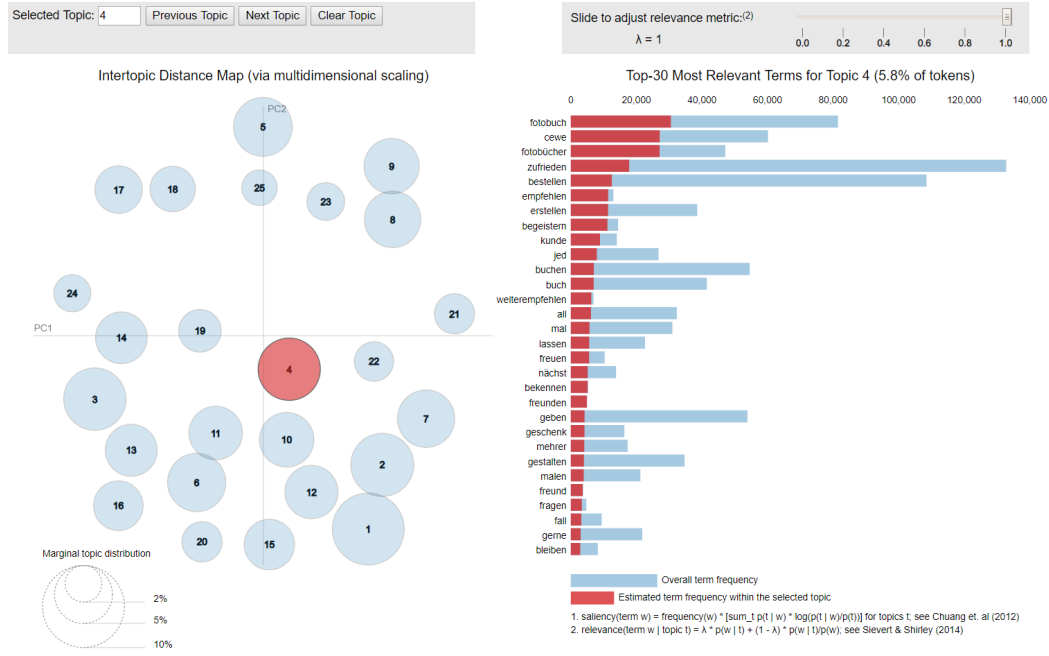 Selected Topic: 4 Previous Topic Next Topic Clear Topic
Slide to adjust relevance metric:(2)
λ = 1
0.0 0.2 0.4 0.6 0.8 1.0
Intertopic Distance Map (via multidimensional scaling)
PC2
PC1
5
9
17
18
25
23
8
24
21
14
19
4
22
3
7
11
10
13
2
6
12
16
1
20
15
Marginal topic distribution
2%
5%
10%
Top-30 Most Relevant Terms for Topic 4 (5.8% of tokens)
0 20,000 40,000 60,000 80,000 100,000 120,000 140,000
fotobuch
cewe
fotobücher
zufrieden
bestellen
empfehlen
erstellen
begeistern
kunde
jed
buchen
buch
weiterempfehlen
all
mal
lassen
freuen
nächst
bekennen
freunden
geben
geschenk
mehrer
gestalten
malen
freund
fragen
fall
gerne
bleiben
Overall term frequency
Estimated term frequency within the selected topic
1. saliency(term w) = frequency(w) * [sum_t p(t | w) * log(p(t | w)/p(t))] for topics t; see Chuang et. al (2012)
2. relevance(term w | topic t) = λ * p(w | t) + (1 - λ) * p(w | t)/p(w); see Sievert & Shirley (2014)